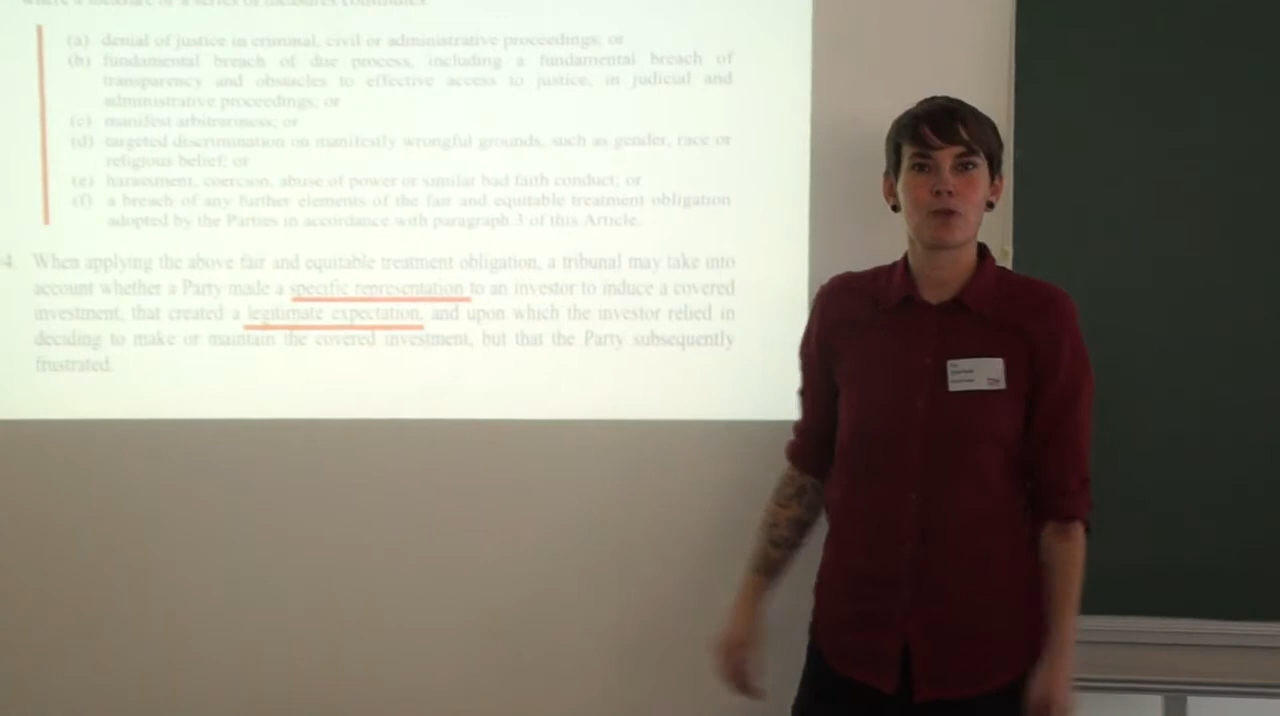 where a measure or a series of measures constitutes:
(a) denial of justice in criminal, civil or administrative proceedings; or
(b) fundamental breach of due process, including a fundamental breach of
transparency and obstacles to effective access to justice, in judicial and
administrative proceedings; or
(c) manifest arbitrariness; or
(d) targeted discrimination on manifestly wrongful grounds, such as gender, race or
religious belief; or
(e) harassment, coercion, abuse of power or similar bad faith conduct; or
(f) a breach of any further elements of the fair and equitable treatment obligation
adopted by the Parties in accordance with paragraph 3 of this Article.
4. When applying the above fair and equitable treatment obligation, a tribunal may take into
account whether a Party made a specific representation to an investor to induce a covered
investment, that created a legitimate expectation, and upon which the investor relied in
deciding to make or maintain the covered investment, but that the Party subsequently
frustrated.